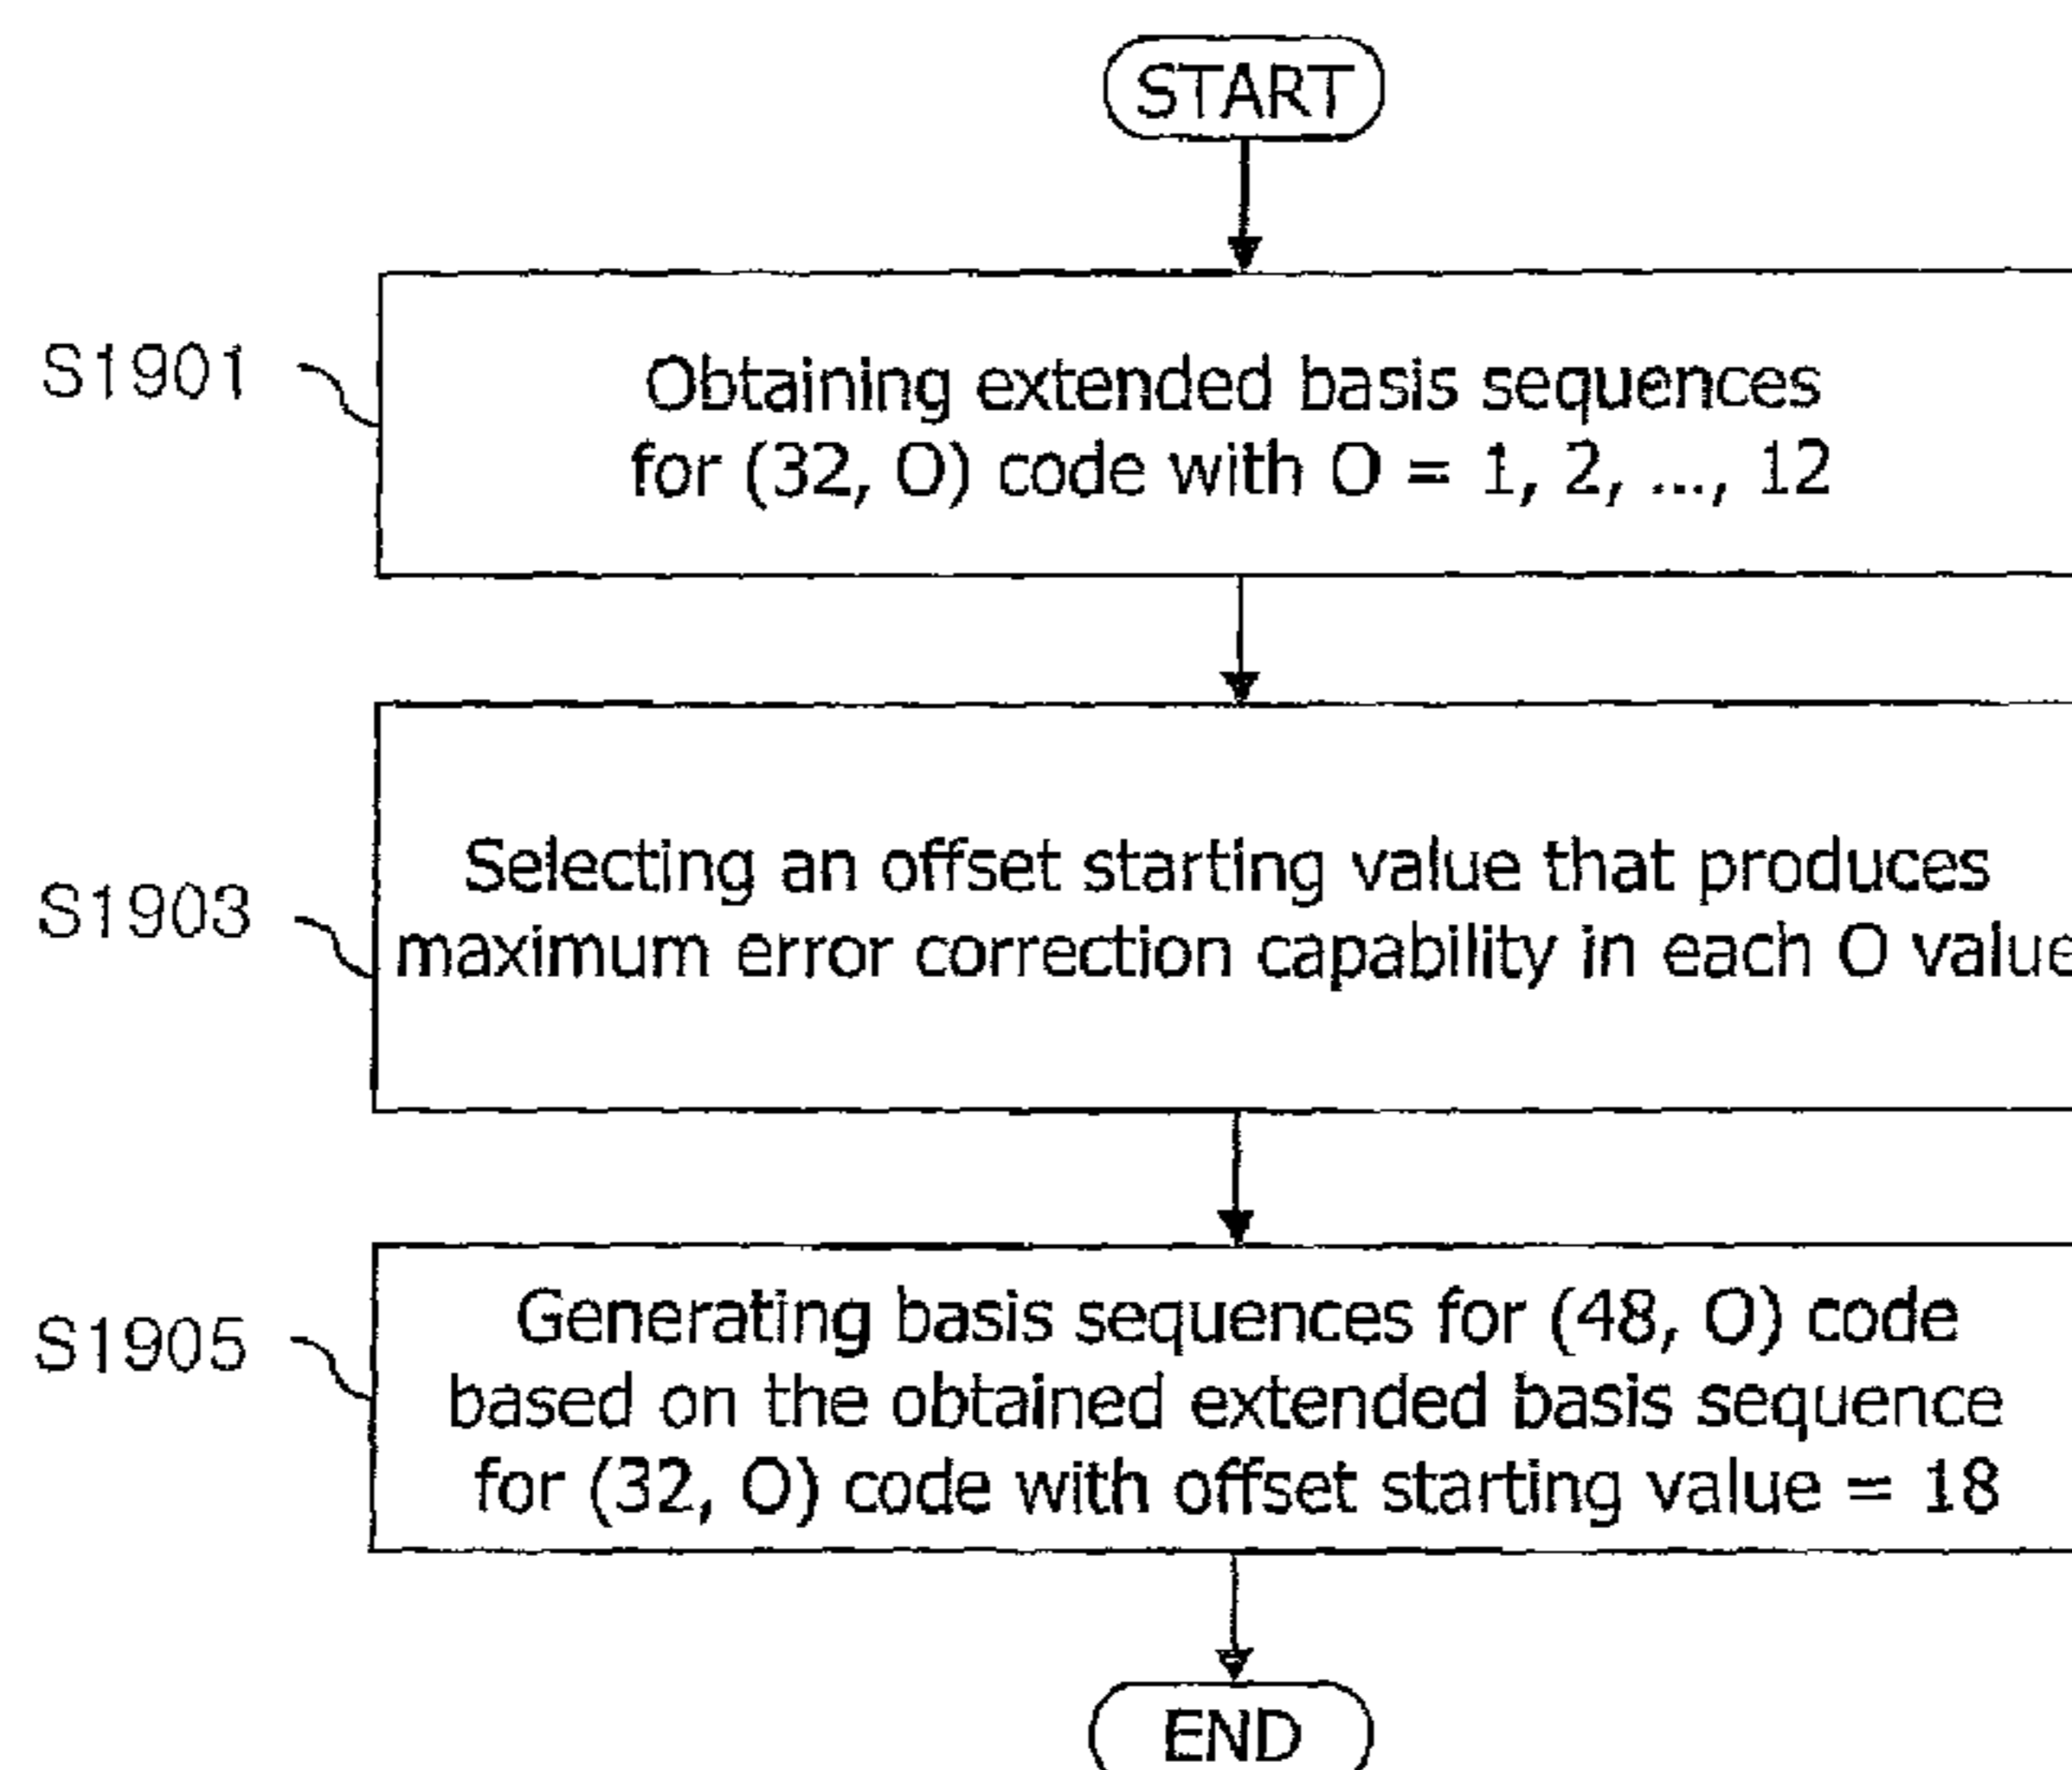 START
S1901
Obtaining extended basis sequences
for (32, O) code with O = 1, 2, ..., 12
S1903
Selecting an offset starting value that produces
maximum error correction capability in each O value
S1905
Generating basis sequences for (48, O) code
based on the obtained extended basis sequence
for (32, O) code with offset starting value = 18
END